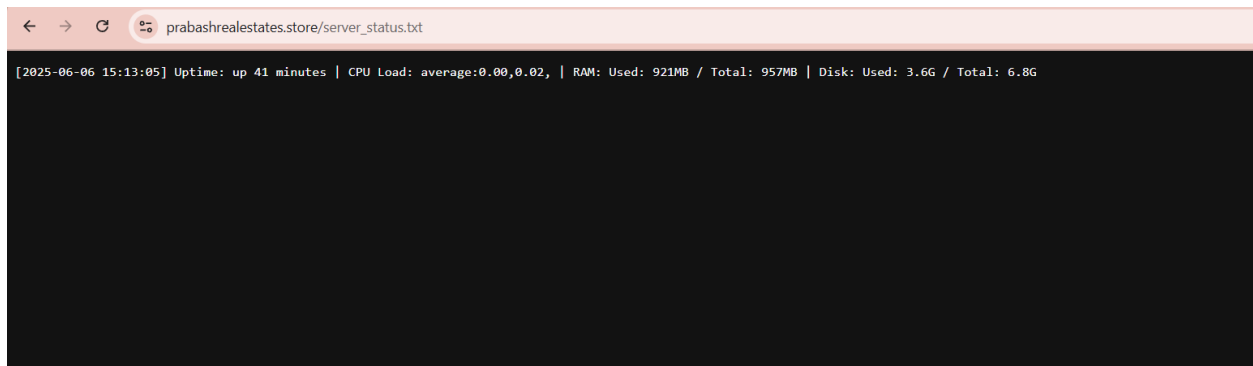 prabashrealestates.store/server_status.txt
[2025-06-06 15:13:05] Uptime: up 41 minutes | CPU Load: average:0.00,0.02, | RAM: Used: 921MB / Total: 957MB | Disk: Used: 3.6G / Total: 6.8G